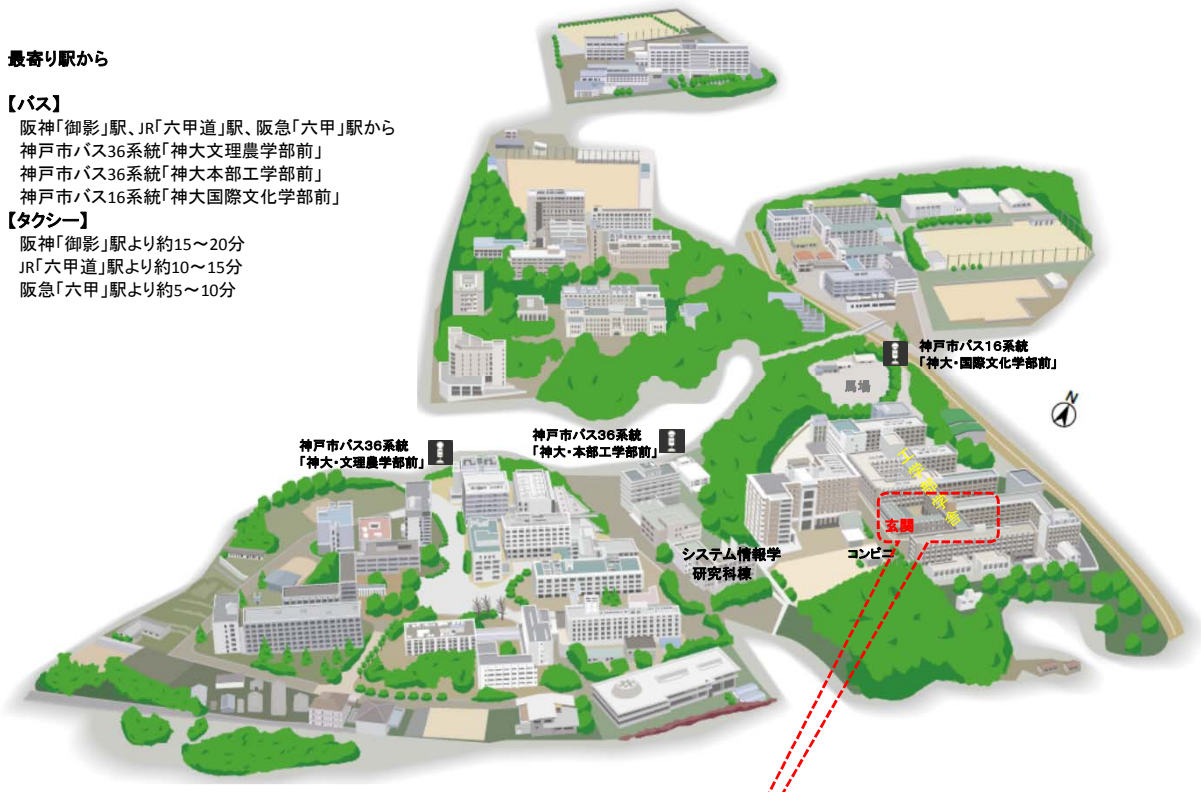 最寄り駅から
【バス】
阪神「御影」駅、JR「六甲道」駅、阪急「六甲」駅から
神戸市バス36系統「神大文理農学部前」
神戸市バス36系統「神大本部工学部前」
神戸市バス16系統「神大国際文化学部前」
【タクシー】
阪神「御影」駅より約15～20分
JR「六甲道」駅より約10～15分
阪急「六甲」駅より約5～10分
神戸市バス16系統
「神大・国際文化学部前」
馬場
N
神戸市バス36系統
「神大・本部工学部前」
神戸市バス36系統
「神大・文理農学部前」
工学部学舎
玄関
コンビニ
システム情報学
研究科棟